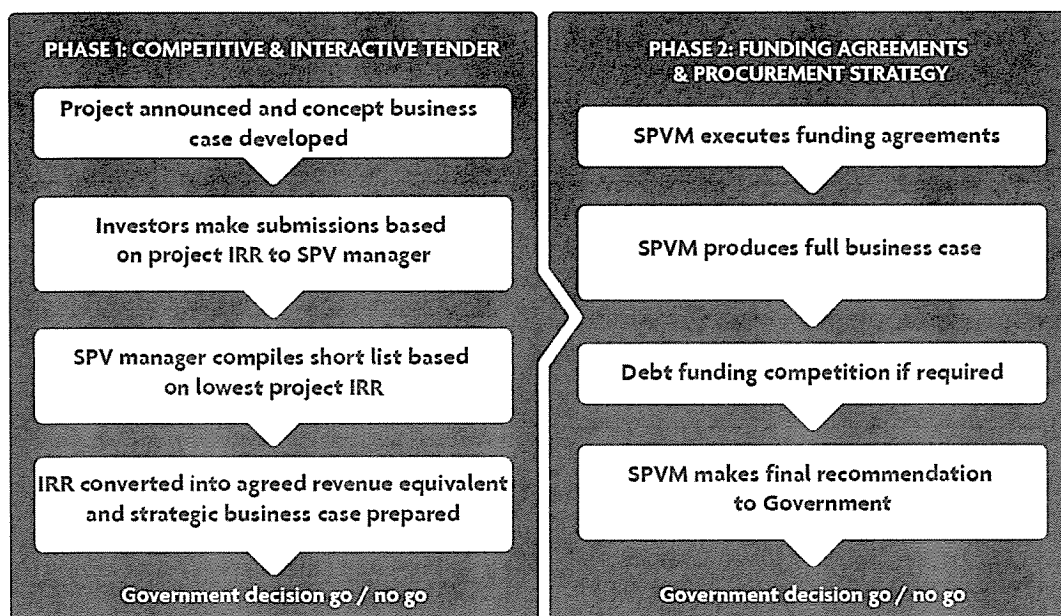 PHASE 1: COMPETITIVE & INTERACTIVE TENDER
Project announced and concept business
case developed
Investors make submissions based
on project IRR to SPV manager
SPV manager compiles short list based
on lowest project IRR
IRR converted into agreed revenue equivalent
and strategic business case prepared
Government decision go / no go
PHASE 2: FUNDING AGREEMENTS
& PROCUREMENT STRATEGY
SPVM executes funding agreements
SPVM produces full business case
Debt funding competition if required
SPVM makes final recommendation
to Government
Government decision go / no go